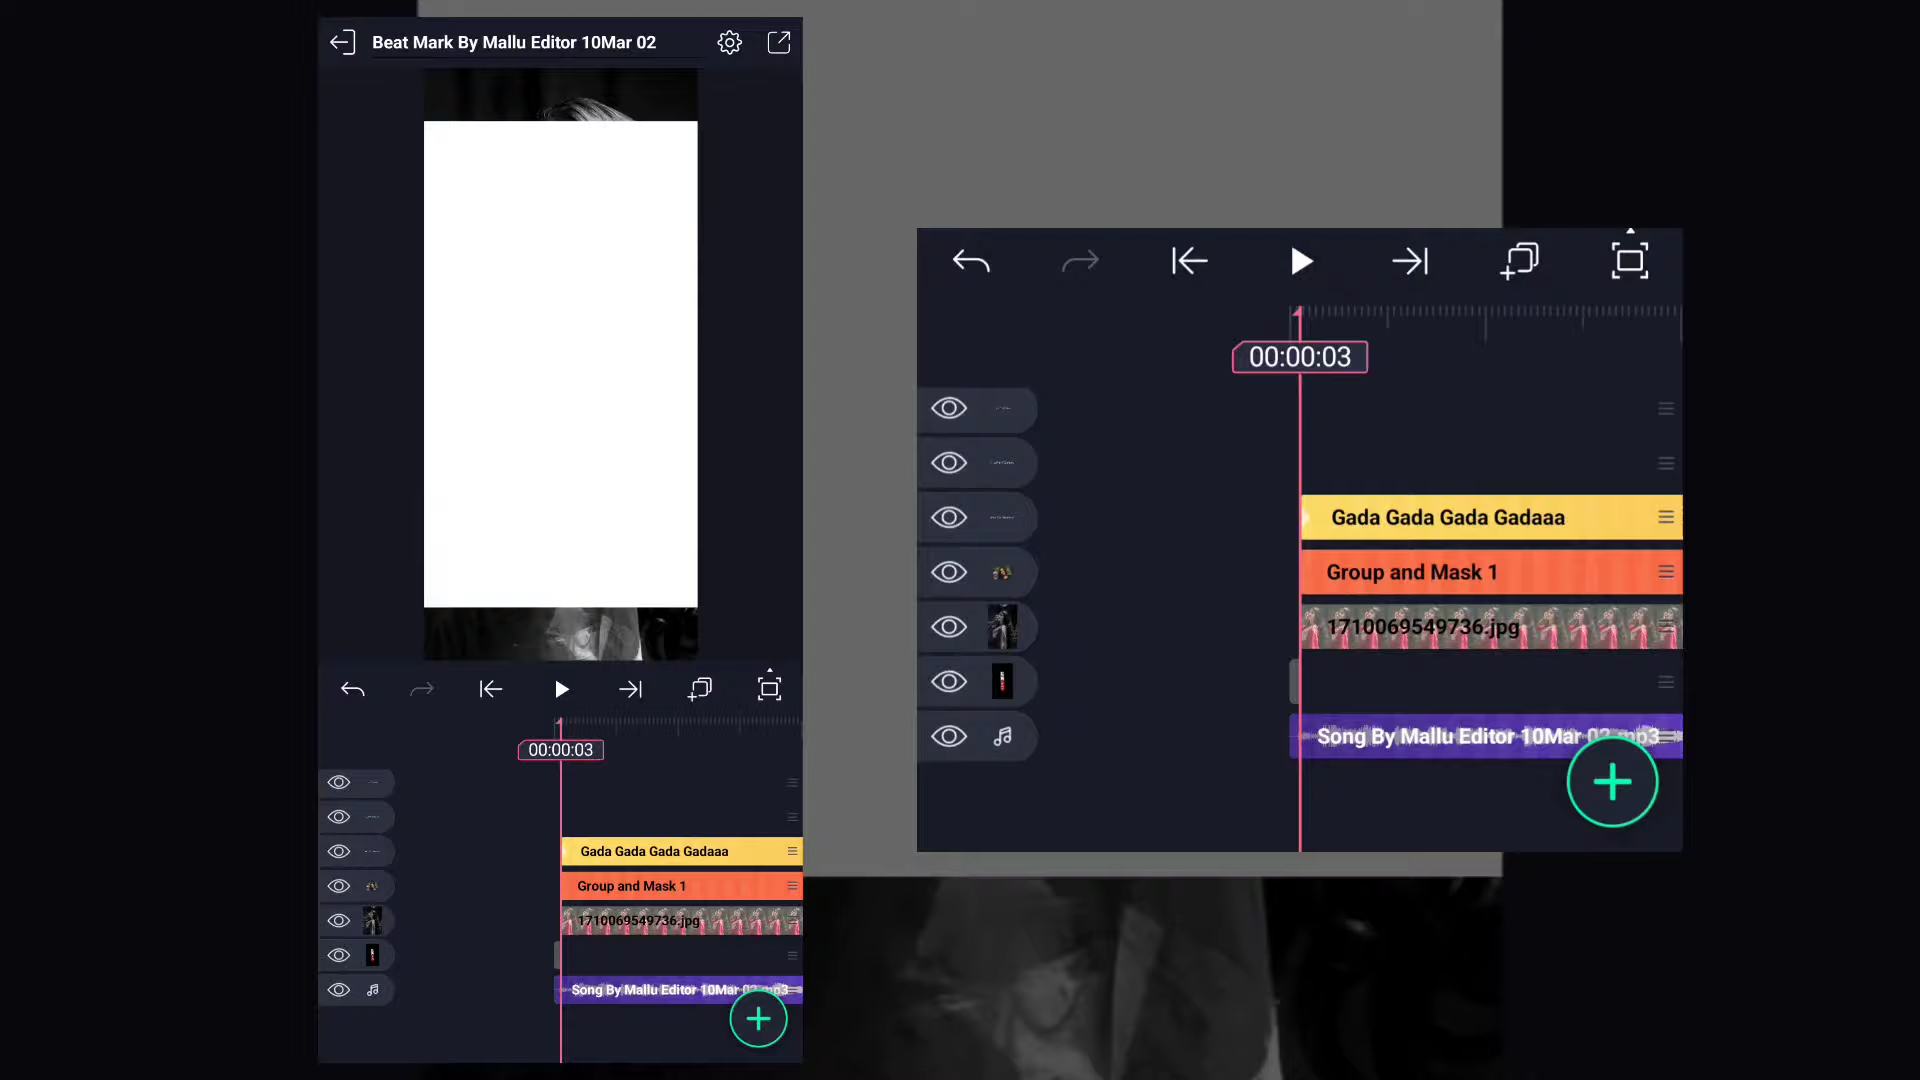 Beat Mark By Mallu Editor 10Mar 02
00:00:03
Gada Gada Gada Gadaaa
Group and Mask 1
1710069549736.jpg
Song By Mallu Editor 10Mar 02.mp3
00:00:03
Gada Gada Gada Gadaaa
Group and Mask 1
1710069549736.jpg
Song By Mallu Editor 10Mar 02.mp3